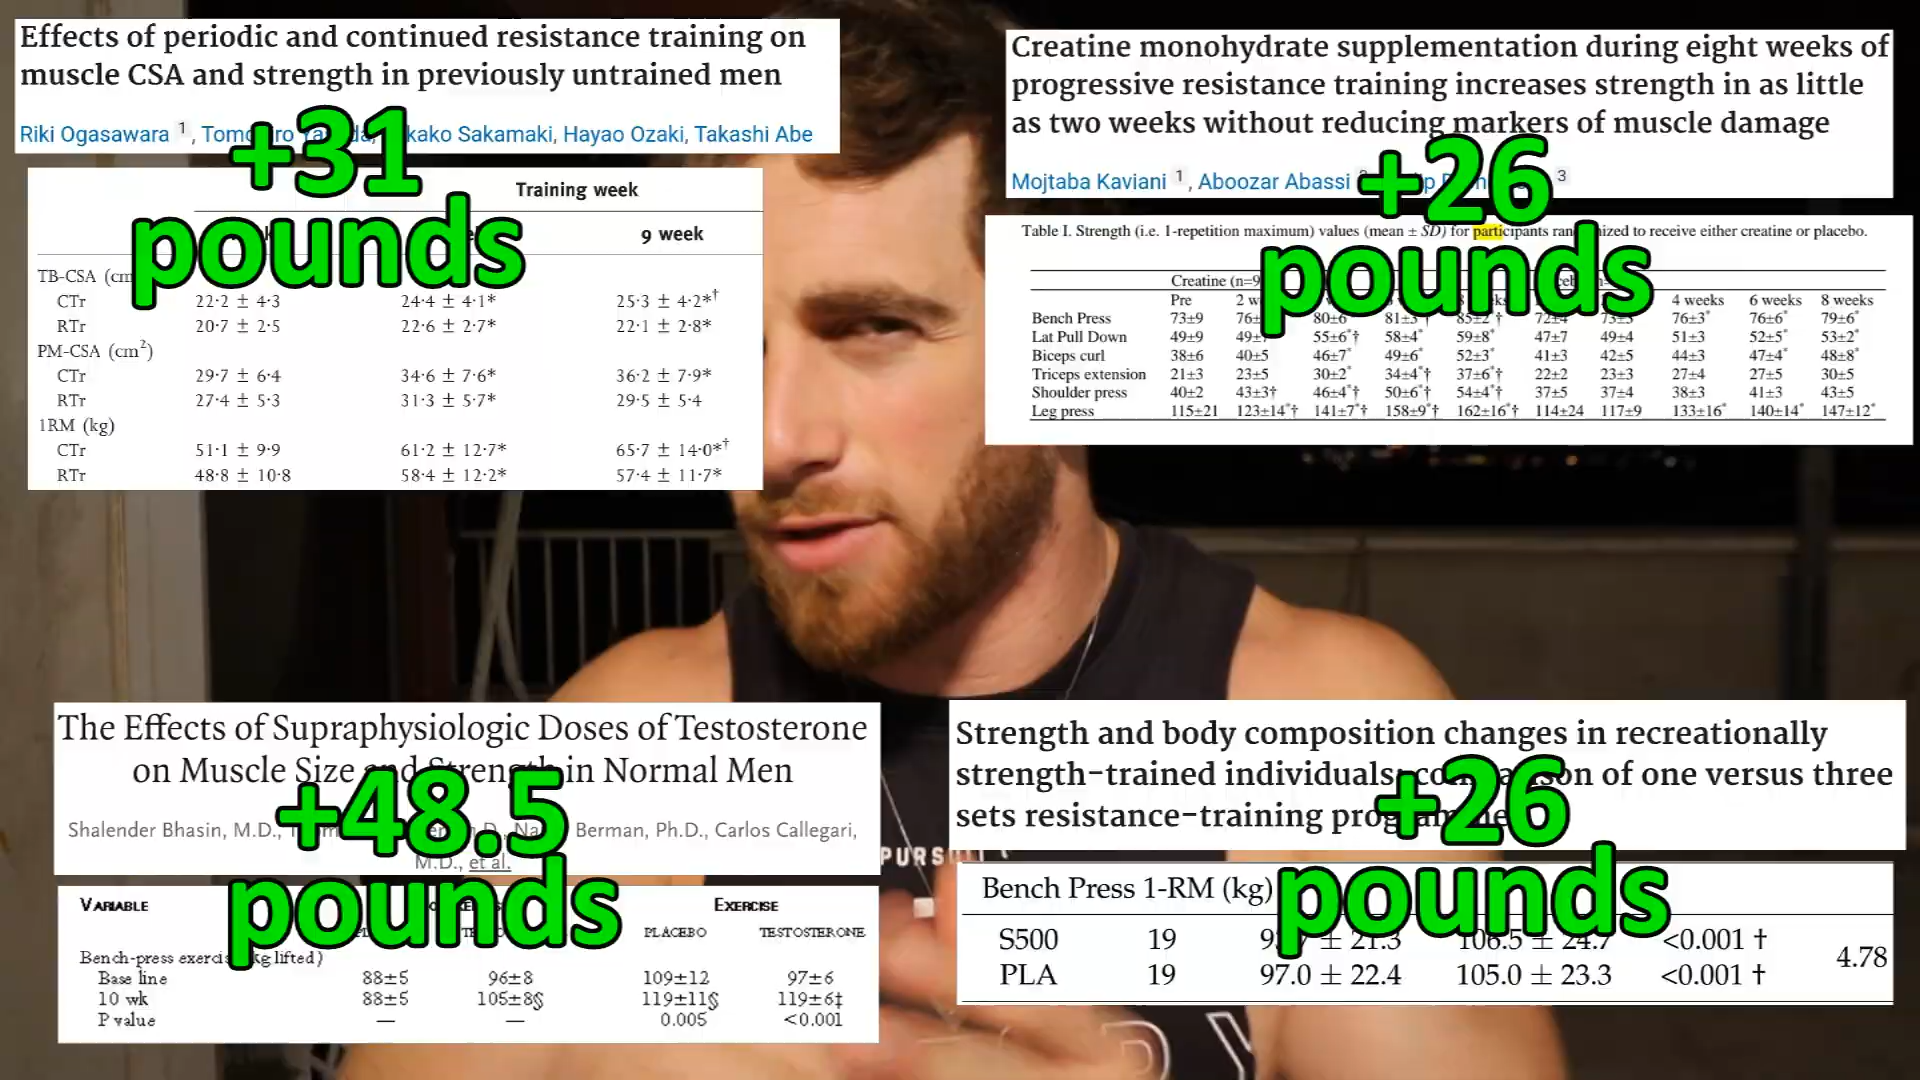 Effects of periodic and continued resistance training on
muscle CSA and strength in previously untrained men
Riki Ogasawara 1, kako Sakamaki, Hayao Ozaki, Takashi Abe
+31
pounds
Training week
9 week
TB-CSA
CTr 22·2 ± 4·3 24·4 ± 4·1* 25·3 ± 4·2*†
RTr 20·7 ± 2·5 22·6 ± 2·7* 22·1 ± 2·8*
PM-CSA (cm2)
CTr 29·7 ± 6·4 34·6 ± 7·6* 36·2 ± 7·9*
RTr 27·4 ± 5·3 31·3 ± 5·7* 29·5 ± 5·4
1RM (kg)
CTr 51·1 ± 9·9 61·2 ± 12·7* 65·7 ± 14·0*†
RTr 48·8 ± 10·8 58·4 ± 12·2* 57·4 ± 11·7*
Creatine monohydrate supplementation during eight weeks of
progressive resistance training increases strength in as little
as two weeks without reducing markers of muscle damage
Mojtaba Kaviani 1, Aboozar Abassi 3
+26
pounds
Table I. Strength (i.e. 1-repetition maximum) values (mean ± SD) for participants to receive either creatine or placebo.
Creatine (n=9
Pre 4 weeks 6 weeks 8 weeks
Bench Press 73±9 80±6 79±6* 76±3* 76±6*
Lat Pull Down 49±9 55±6*† 58±4* 59±8* 47±7 49±4 51±3 52±5* 53±2*
Biceps curl 38±6 40±5 46±7* 49±6* 52±3* 41±3 42±5 44±3 47±4* 48±8*
Triceps extension 21±3 23±5 30±2* 34±4*† 37±6*† 22±2 23±3 27±4 27±5 30±5
Shoulder press 40±2 43±3† 46±4*† 50±6*† 54±4*† 37±5 37±4 38±3 41±3 43±5
Leg press 115±21 123±14*† 141±7*† 158±9*† 162±16*† 114±24 117±9 133±16* 140±14* 147±12*
The Effects of Supraphysiologic Doses of Testosterone
on Muscle Size and Strength in Normal Men
Shalender Bhasin, M.D., Berman, Ph.D., Carlos Callegari,
M.D., et al.
+48.5
pounds
VARIABLE EXERCISE
PLACEBO TESTOSTERONE
Bench-press lifted)
Base line 88±5 96±8 109±12 97±6
10 wk 88±5 105±8§ 119±11§ 119±6‡
P value — — 0.005 <0.001
Strength and body composition changes in recreationally
strength-trained individuals: comparison of one versus three
sets resistance-training programmes
+26
pounds
Bench Press 1-RM (kg)
S500 19 ± 21.3 106.5 ± 24.7 <0.001 † 4.78
PLA 19 97.0 ± 22.4 105.0 ± 23.3 <0.001 †
PURSU